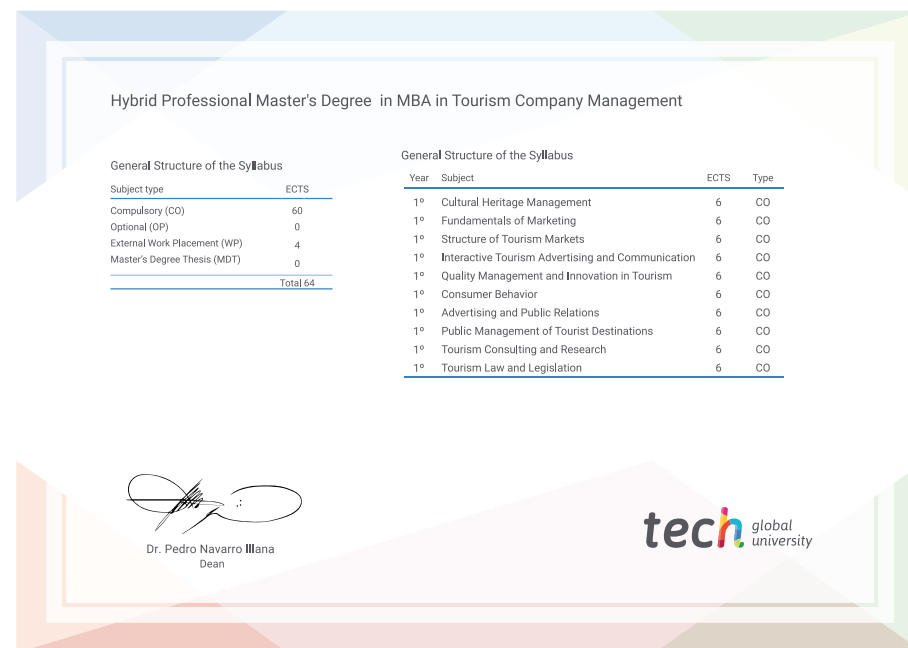 Hybrid Professional Master's Degree in MBA in Tourism Company Management
General Structure of the Syllabus
Subject type ECTS
Compulsory (CO) 60
Optional (OP) 0
External Work Placement (WP) 4
Master's Degree Thesis (MDT) 0
Total 64
General Structure of the Syllabus
Year Subject ECTS Type
1º Cultural Heritage Management 6 CO
1º Fundamentals of Marketing 6 CO
1º Structure of Tourism Markets 6 CO
1º Interactive Tourism Advertising and Communication 6 CO
1º Quality Management and Innovation in Tourism 6 CO
1º Consumer Behavior 6 CO
1º Advertising and Public Relations 6 CO
1º Public Management of Tourist Destinations 6 CO
1º Tourism Consulting and Research 6 CO
1º Tourism Law and Legislation 6 CO
Dr. Pedro Navarro Illana
Dean
tech global
university